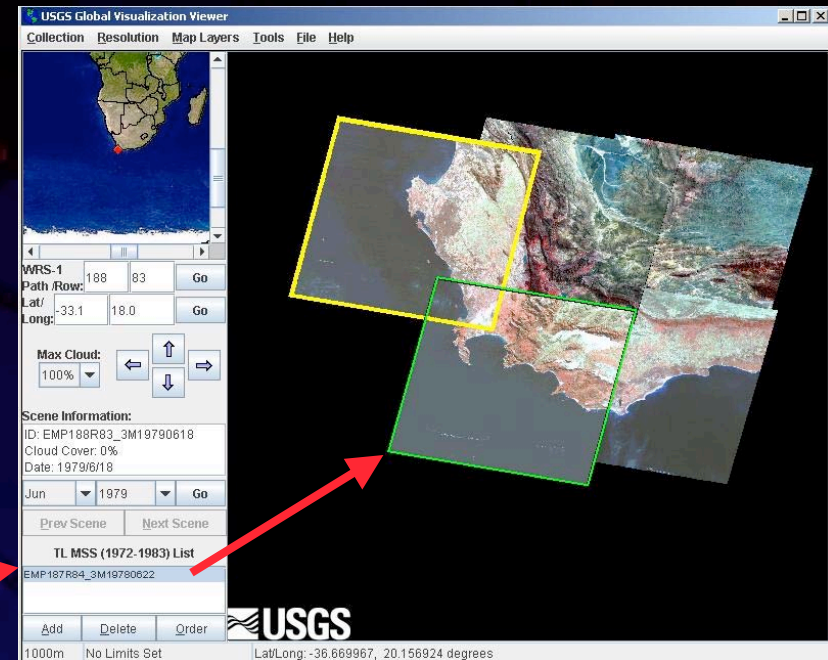 USGS Global Visualization Viewer
Collection Resolution Map Layers Tools File Help
WRS-1
Path /Row: 188 83 Go
Lat/
Long: -33.1 18.0 Go
Max Cloud:
100%
Scene Information:
ID: EMP188R83_3M19790618
Cloud Cover: 0%
Date: 1979/6/18
Jun 1979 Go
Prev Scene Next Scene
TL MSS (1972-1983) List
EMP187R84_3M19780622
Add Delete Order
USGS
1000m No Limits Set Lat/Long: -36.669967, 20.156924 degrees